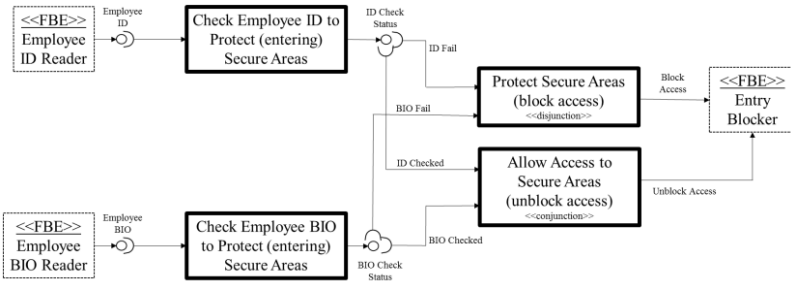 <<FBE>>
Employee
ID Reader
Employee
ID
Check Employee ID to
Protect (entering)
Secure Areas
ID Check
Status
ID Fail
BIO Fail
Protect Secure Areas
(block access)
<<disjunction>>
Block
Access
<<FBE>>
Entry
Blocker
ID Checked
Allow Access to
Secure Areas
(unblock access)
<<conjunction>>
Unblock Access
<<FBE>>
Employee
BIO Reader
Employee
BIO
Check Employee BIO
to Protect (entering)
Secure Areas
BIO Checked
BIO Check
Status